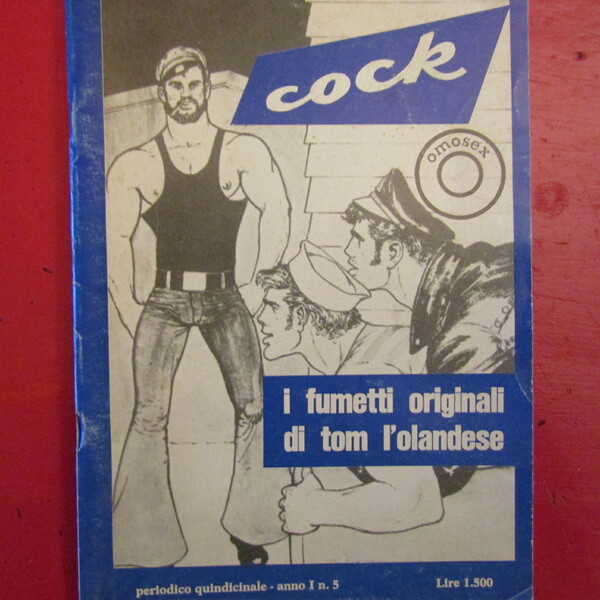 cock
omosex
i fumetti originali
di tom l'olandese
periodico quindicinale - anno I n. 5
Lire 1.500